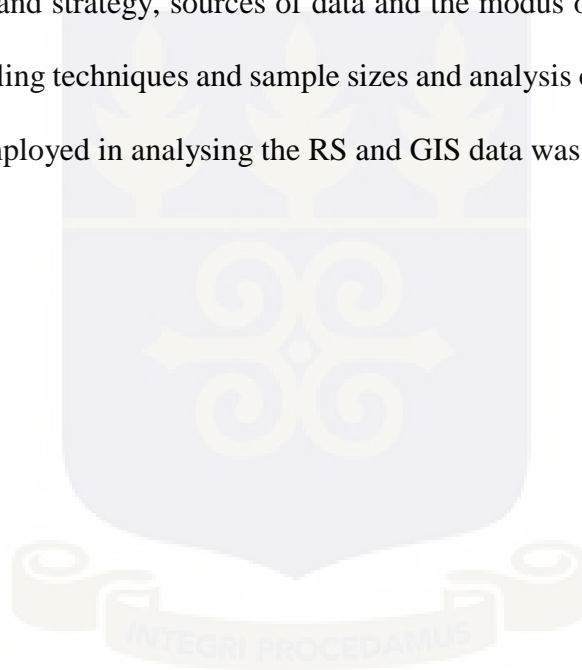 and strategy, sources of data and the modus
ling techniques and sample sizes and analysis
ployed in analysing the RS and GIS data was
INTEGRI PROCEDAMUS